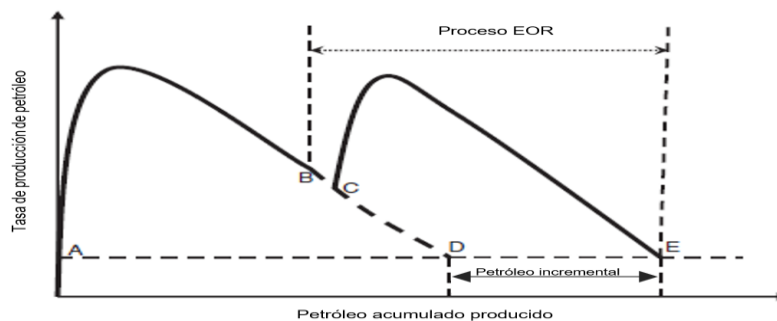 Proceso EOR
Tasa de producción de petróleo
B
C
A
D
E
Petróleo incremental
Petróleo acumulado producido